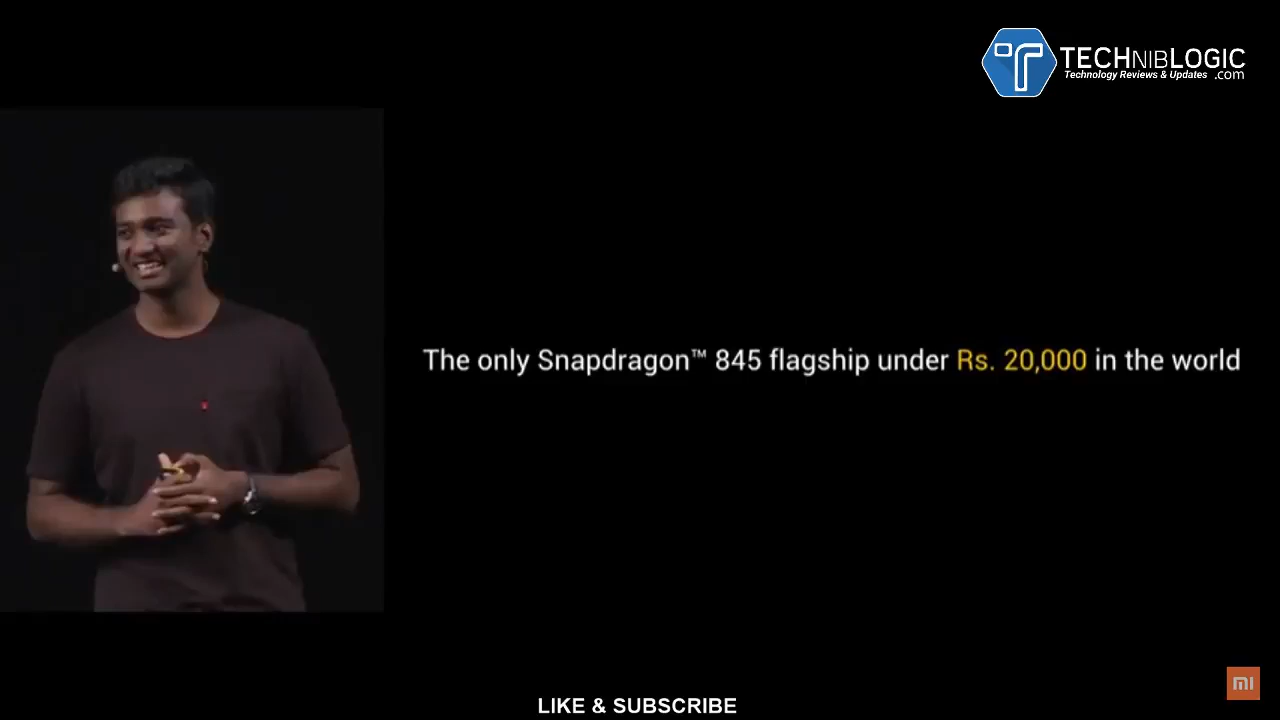 TECHNIBLOGIC
Technology Reviews & Updates .com
The only Snapdragon™ 845 flagship under Rs. 20,000 in the world
MI
LIKE & SUBSCRIBE